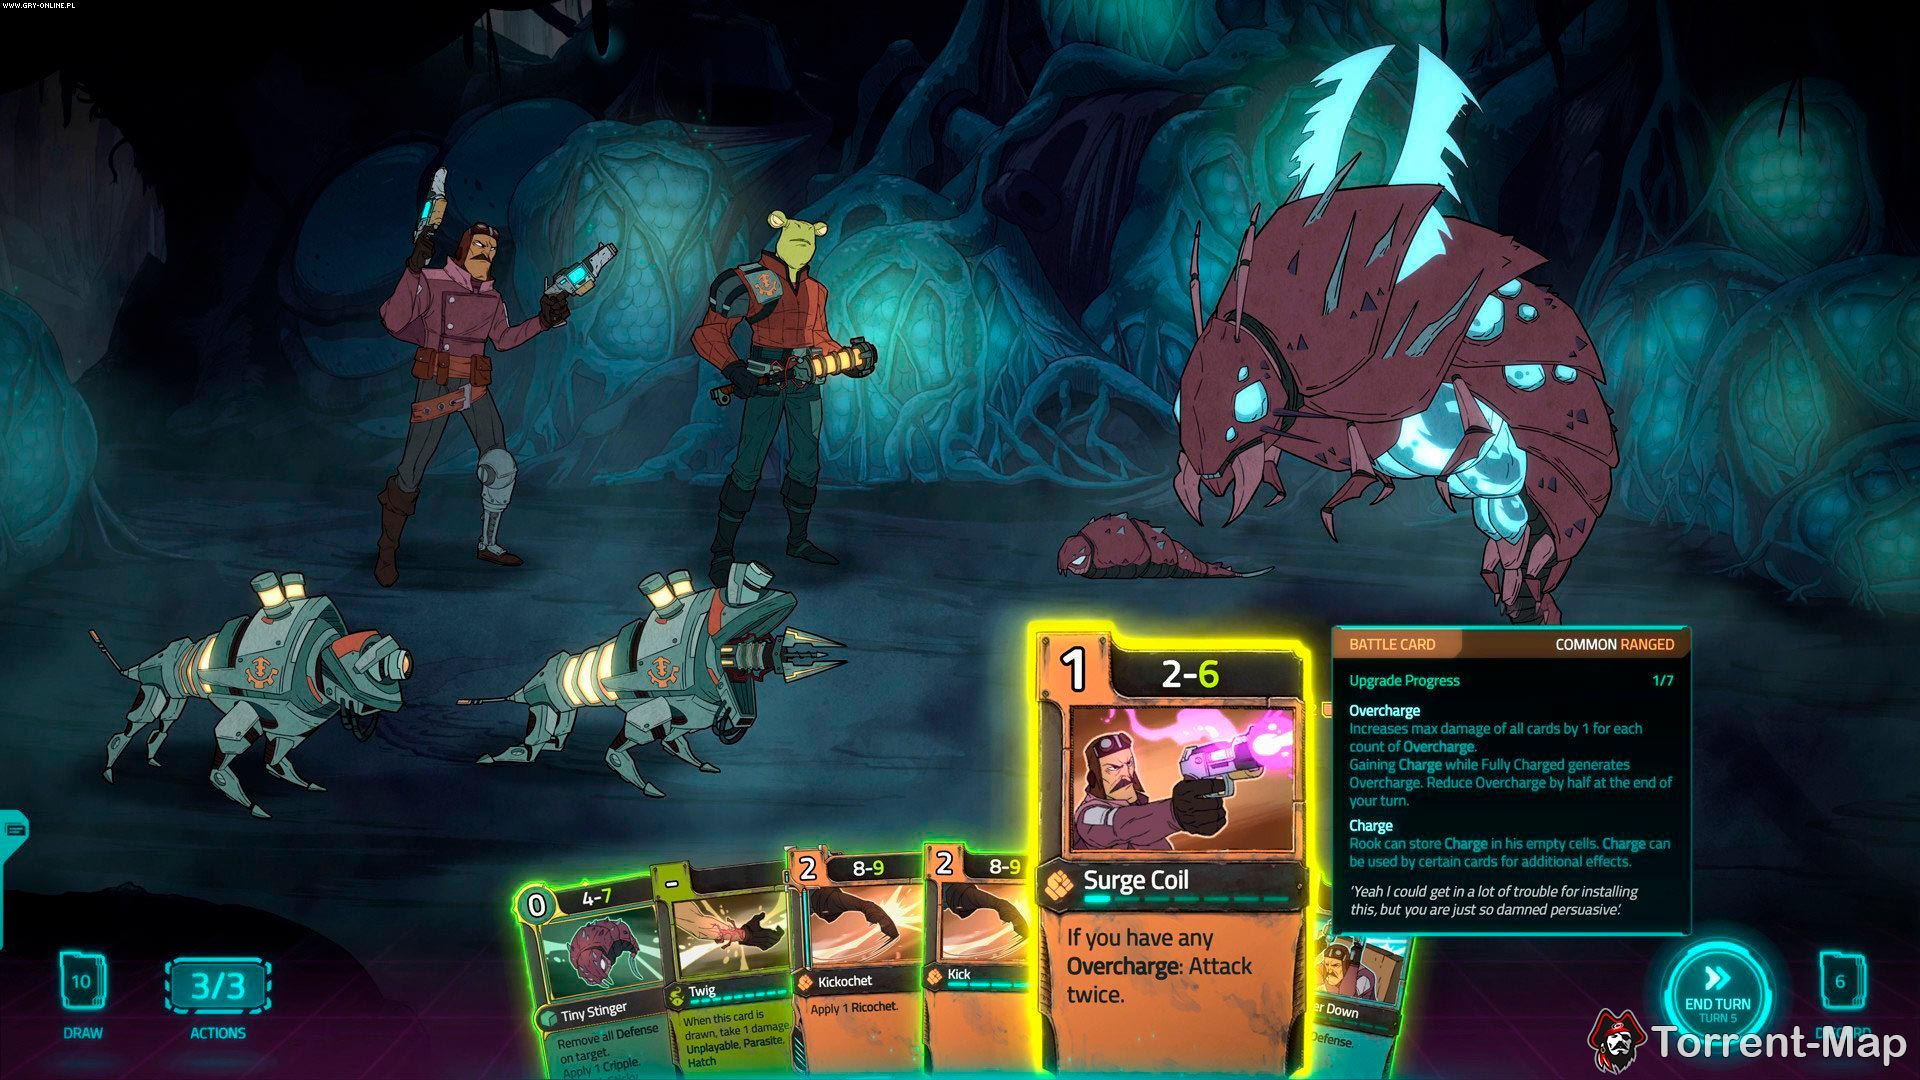 WWW.GRY-ONLINE.PL
1
2-6
Surge Coil
If you have any
Overcharge: Attack
twice.
BATTLE CARD
COMMON RANGED
Upgrade Progress
1/7
Overcharge
Increases max damage of all cards by 1 for each
count of Overcharge.
Gaining Charge while Fully Charged generates
Overcharge. Reduce Overcharge by half at the end of
your turn.
Charge
Rook can store Charge in his empty cells. Charge can
be used by certain cards for additional effects.
'Yeah I could get in a lot of trouble for installing
this, but you are just so damned persuasive'.
0
4-7
Tiny Stinger
Remove all Defense
on target.
Apply 1 Cripple.
-
Twig
When this card is
drawn, take 1 damage.
Unplayable, Parasite,
Hatch
2
8-9
Kickochet
Apply 1 Ricochet.
2
8-9
Kick
er Down
Defense.
10
DRAW
3/3
ACTIONS
END TURN
TURN 5
6
Torrent-Map